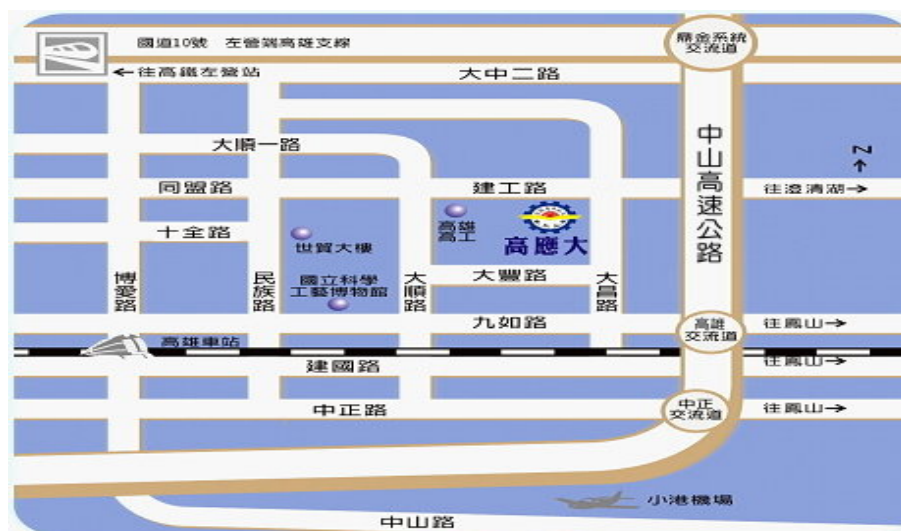 國道10號 左營端高雄支線
鼎金系統
交流道
←往高鐵左營站
大中二路
大順一路
中山高速公路
N
↑
同盟路
建工路
往澄清湖→
十全路
世貿大樓
高雄
高工
高應大
博愛路
民族路
國立科學
工藝博物館
大順路
大豐路
大昌路
九如路
高雄
交流道
往鳳山→
高雄車站
建國路
往鳳山→
中正路
中正
交流道
往鳳山→
小港機場
中山路